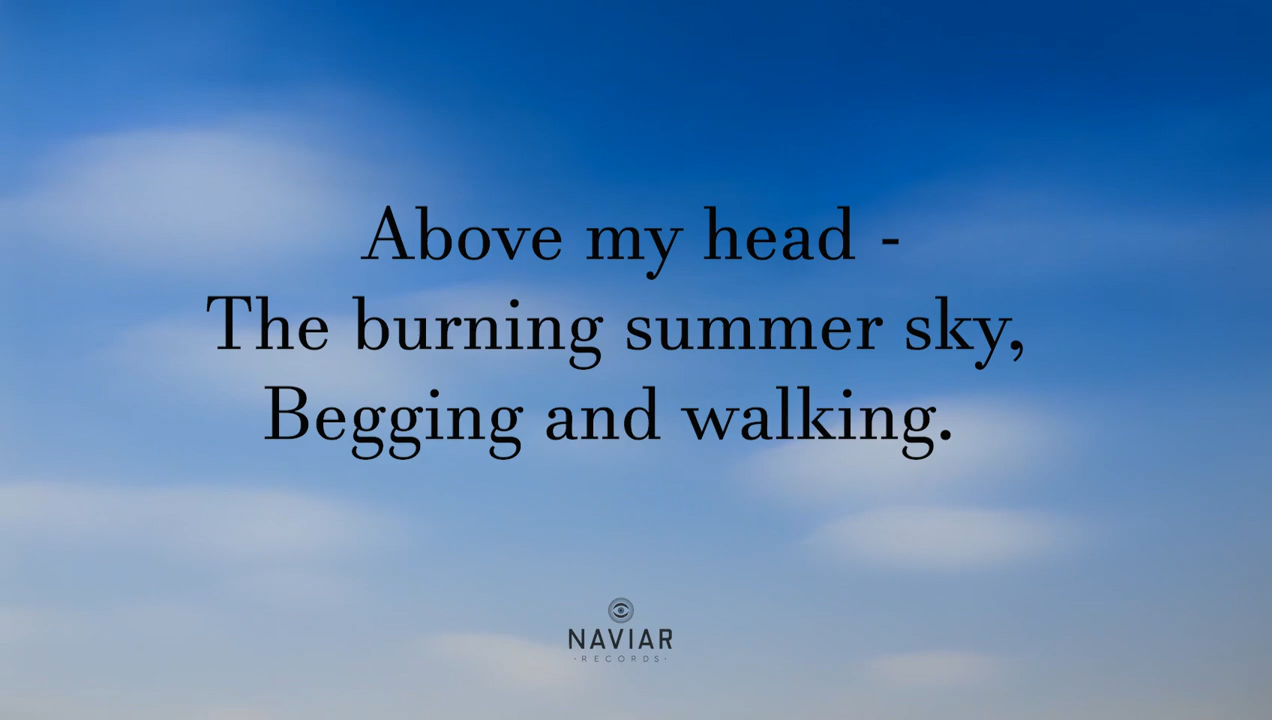 Above my head -
The burning summer sky,
Begging and walking.
NAVIAR
·RECORDS·